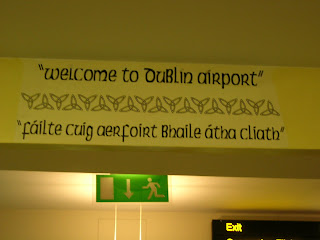 "welcome to Dublin airport"
"fáilte Cuig aerfoirt Bhaile átha Cliath"
Exit